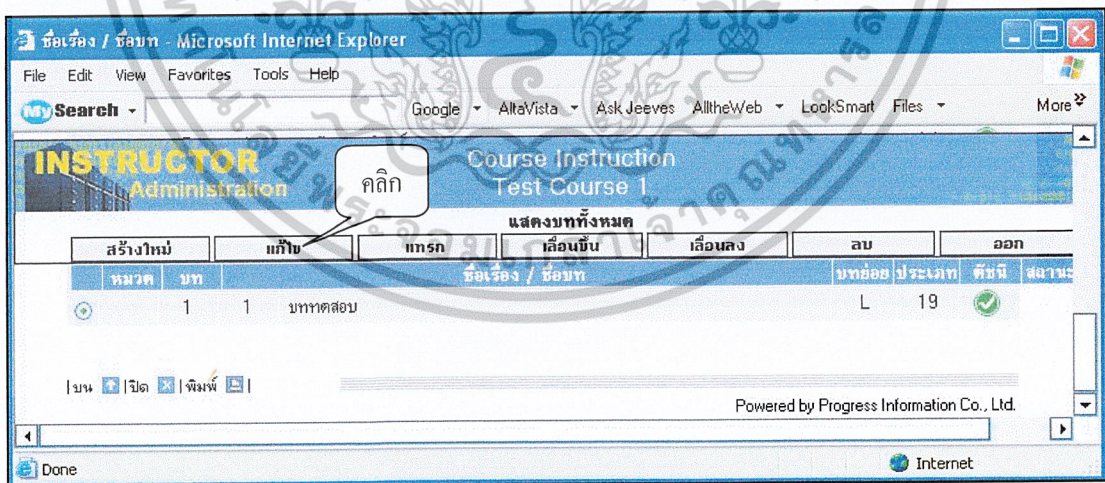 ชื่อเรื่อง / ชื่อบท - Microsoft Internet Explorer
File Edit View Favorites Tools Help
My Search Google AltaVista Ask Jeeves AlltheWeb LookSmart Files More
INSTRUCTOR
Administration
คลิก
Course Instruction
Test Course 1
แสดงบททั้งหมด
สร้างใหม่ แก้ไข แทรก เลื่อนขึ้น เลื่อนลง ลบ ออก
หมวด บท ชื่อเรื่อง / ชื่อบท บทย่อย ประเภท ดัชนี สถานะ
1 1 บททดสอบ L 19
|บน |ปิด |พิมพ์ |
Powered by Progress Information Co., Ltd.
Done Internet